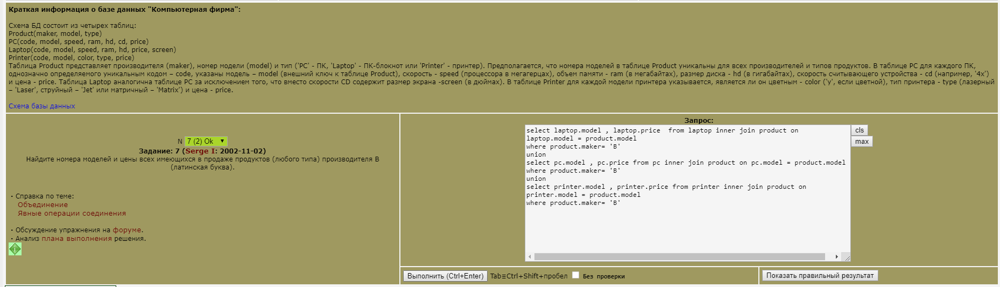 Краткая информация о базе данных "Компьютерная фирма":
Схема БД состоит из четырех таблиц:
Product(maker, model, type)
PC(code, model, speed, ram, hd, cd, price)
Laptop(code, model, speed, ram, hd, price, screen)
Printer(code, model, color, type, price)
Таблица Product представляет производителя (maker), номер модели (model) и тип ('PC' - ПК, 'Laptop' - ПК-блокнот или 'Printer' - принтер). Предполагается, что номера моделей в таблице Product уникальны для всех производителей и типов продуктов. В таблице PC для каждого ПК,
однозначно определяемого уникальным кодом – code, указаны модель – model (внешний ключ к таблице Product), скорость - speed (процессора в мегагерцах), объем памяти - ram (в мегабайтах), размер диска - hd (в гигабайтах), скорость считывающего устройства - cd (например, '4x')
и цена - price. Таблица Laptop аналогична таблице РС за исключением того, что вместо скорости CD содержит размер экрана -screen (в дюймах). В таблице Printer для каждой модели принтера указывается, является ли он цветным - color ('y', если цветной), тип принтера - type (лазерный
– 'Laser', струйный – 'Jet' или матричный – 'Matrix') и цена - price.
Схема базы данных
N 7 (2) Ok
Задание: 7 (Serge I: 2002-11-02)
Найдите номера моделей и цены всех имеющихся в продаже продуктов (любого типа) производителя B
(латинская буква).
· Справка по теме:
Объединение
Явные операции соединения
· Обсуждение упражнения на форуме.
· Анализ плана выполнения решения.
Запрос:
select laptop.model , laptop.price  from laptop inner join product on
laptop.model = product.model
where product.maker= 'B'
union
select pc.model , pc.price from pc inner join product on pc.model = product.model
where product.maker= 'B'
union
select printer.model , printer.price from printer inner join product on
printer.model = product.model
where product.maker= 'B'
cls
max
Выполнить (Ctrl+Enter) Tab≡Ctrl+Shift+пробел Без проверки
Показать правильный результат